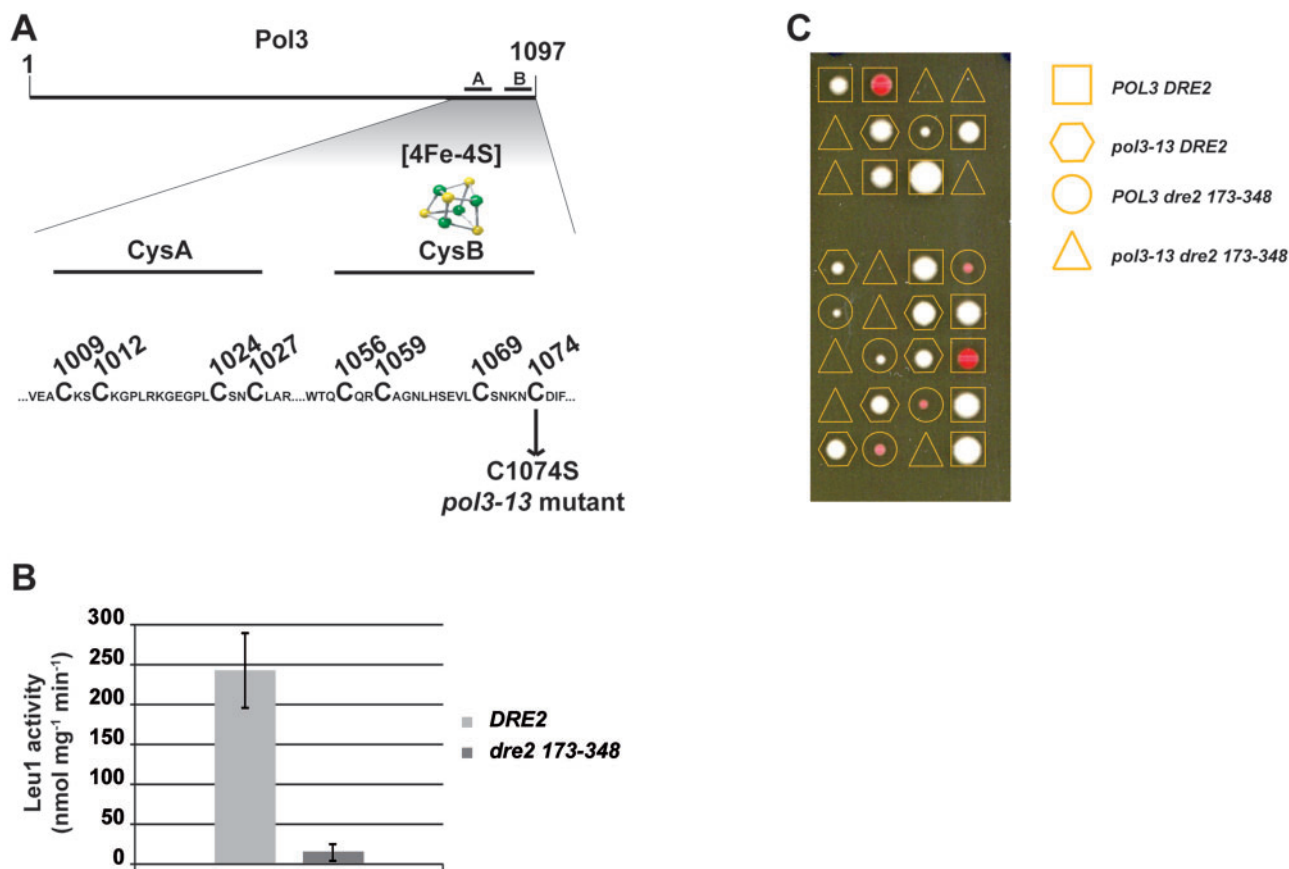 A
Pol3
1
1097
A
B
[4Fe-4S]
CysA
CysB
1009 1012 1024 1027 1056 1059 1069 1074
...VEACKSCKGPLRKGEGPLCSNCLAR....WTQCQRCAGNLHSEVLCSNKNCDIF...
C1074S
pol3-13 mutant
B
Leu1 activity
(nmol mg⁻¹ min⁻¹)
300
250
200
150
100
50
0
DRE2
dre2 173-348
C
POL3 DRE2
pol3-13 DRE2
POL3 dre2 173-348
pol3-13 dre2 173-348